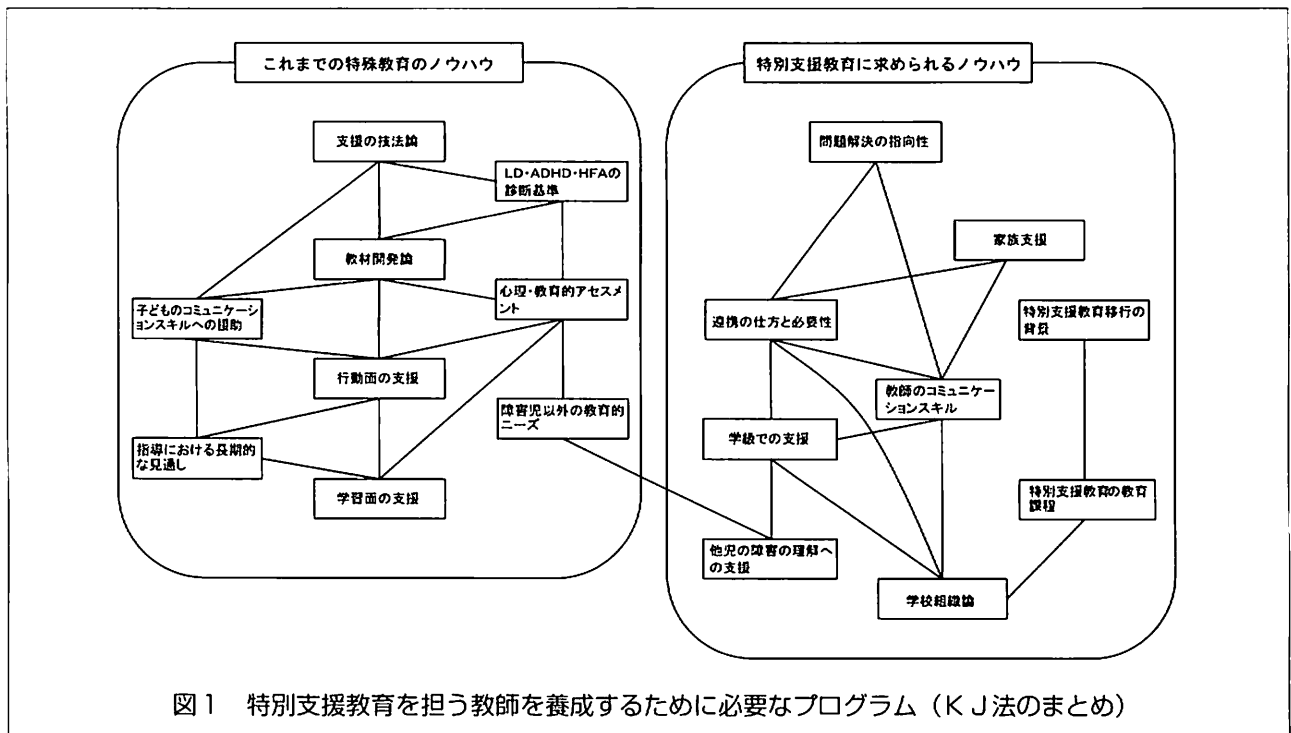 これまでの特殊教育のノウハウ
支援の技法論
LD・ADHD・HFAの
診断基準
教材開発論
子どものコミュニケーシ
ョンスキルへの援助
心理・教育的アセスメ
ント
行動面の支援
障害児以外の教育的
ニーズ
指導における長期的
な見通し
学習面の支援
特別支援教育に求められるノウハウ
問題解決の指向性
家族支援
連携の仕方と必要性
特別支援教育移行の
背景
教師のコミュニケー
ションスキル
学級での支援
特別支援教育の教育
課程
他児の障害の理解へ
の支援
学校組織論
図1 特別支援教育を担う教師を養成するために必要なプログラム（KJ法のまとめ）